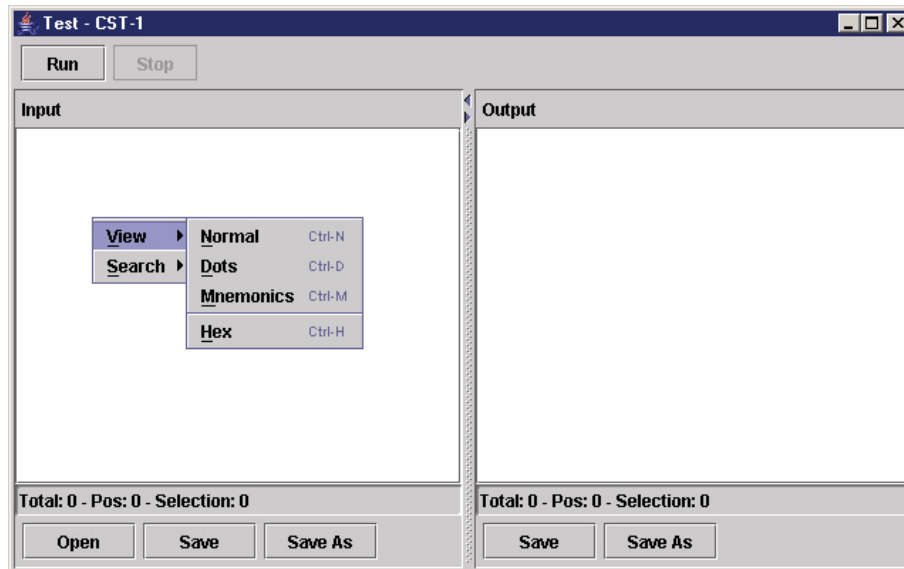 Test - CST-1
Run Stop
Input Output
View Normal Ctrl-N
Search Dots Ctrl-D
Mnemonics Ctrl-M
Hex Ctrl-H
Total: 0 - Pos: 0 - Selection: 0 Total: 0 - Pos: 0 - Selection: 0
Open Save Save As Save Save As